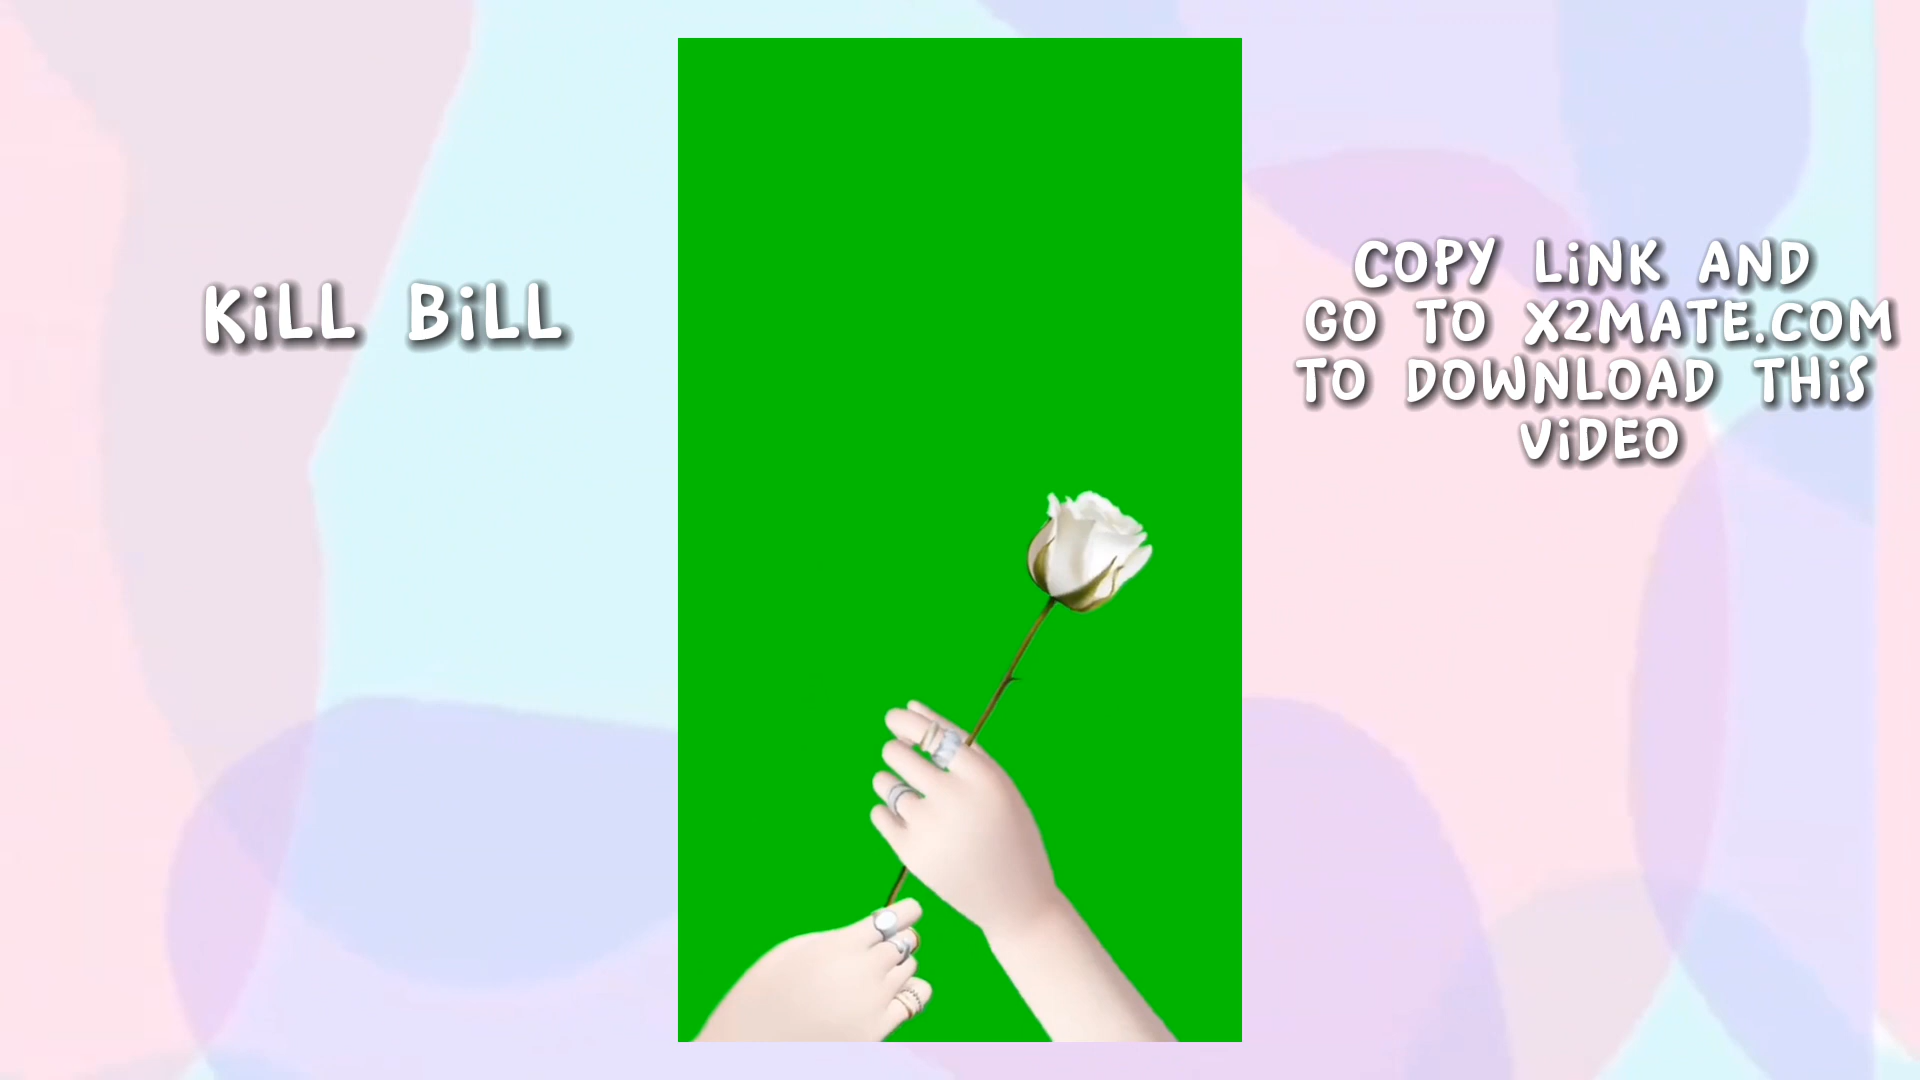 KiLL BiLL
COPY LiNK AND
GO TO X2MATE.COM
TO DOWNLOAD THiS
ViDEO